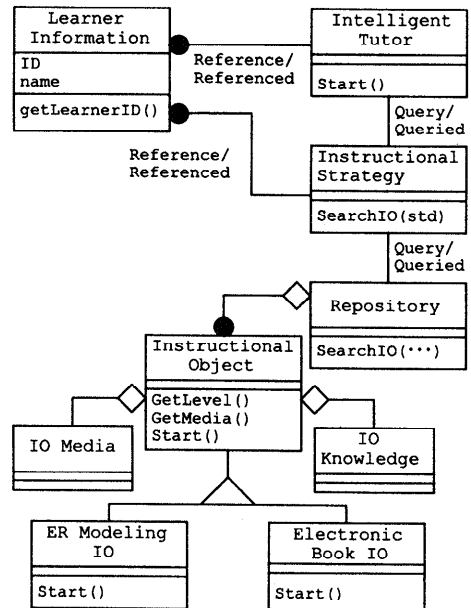 Learner
Information
ID
name
getLearnerID()
Reference/
Referenced
Intelligent
Tutor
Start()
Query/
Queried
Reference/
Referenced
Instructional
Strategy
SearchIO(std)
Query/
Queried
Repository
SearchIO(···)
Instructional
Object
GetLevel()
GetMedia()
Start()
IO Media
IO
Knowledge
ER Modeling
IO
Start()
Electronic
Book IO
Start()